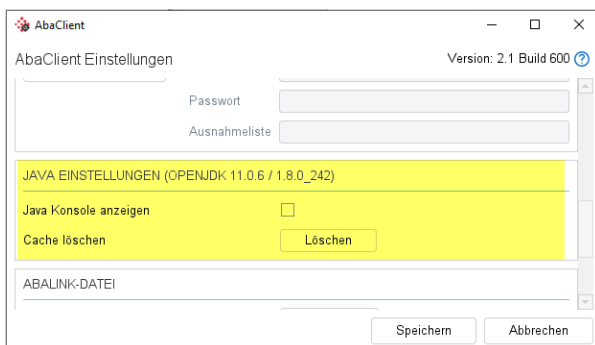 AbaClient
AbaClient Einstellungen
Version: 2.1 Build 600
Passwort
Ausnahmeliste
JAVA EINSTELLUNGEN (OPENJDK 11.0.6 / 1.8.0_242)
Java Konsole anzeigen
Cache löschen
Löschen
ABALINK-DATEI
Speichern
Abbrechen